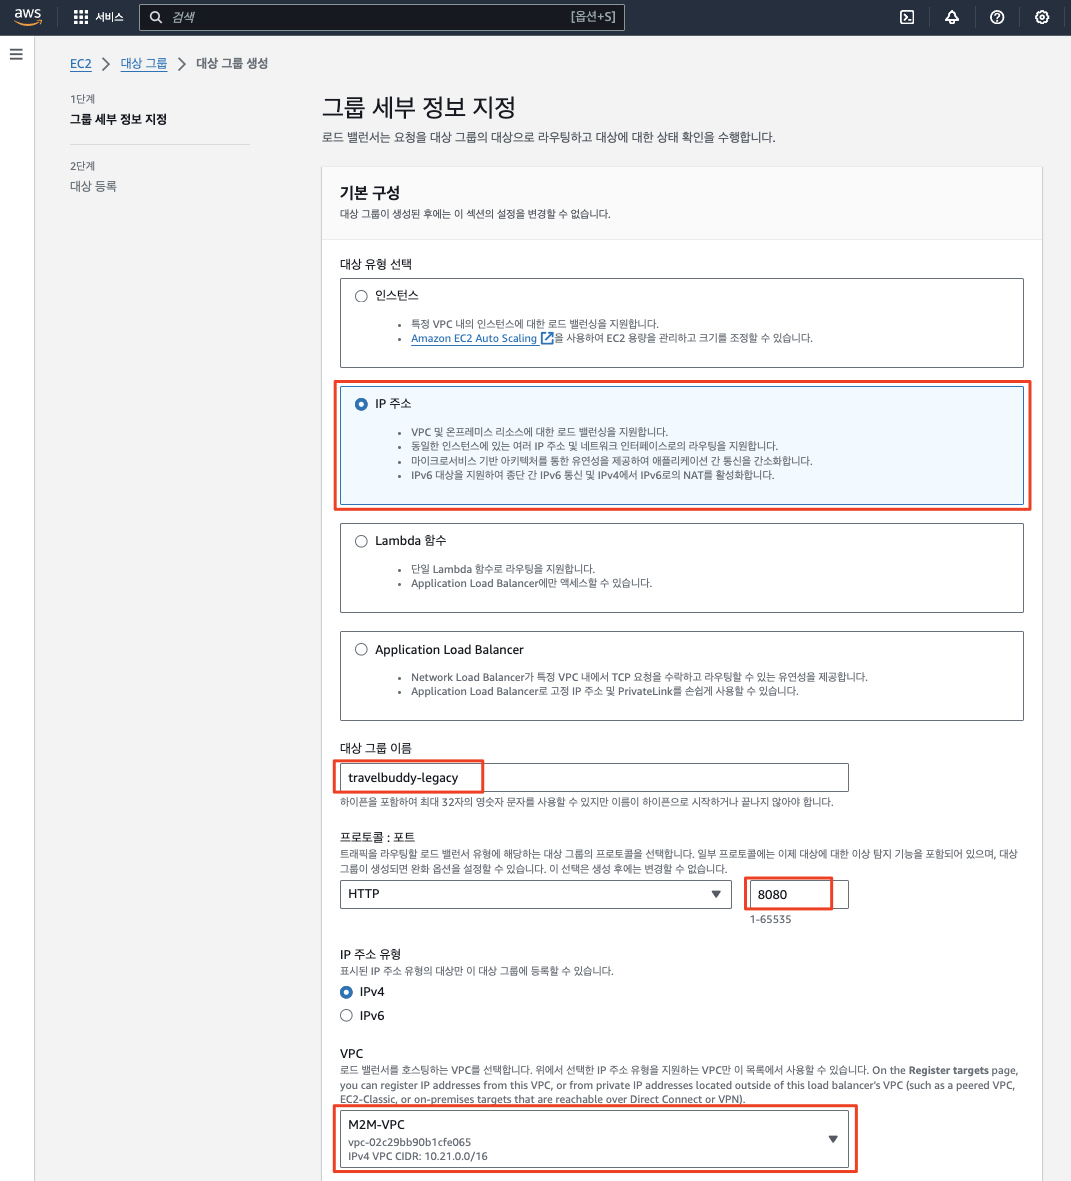 aws
서비스
검색
[옵션+S]
EC2
대상 그룹
대상 그룹 생성
1단계
그룹 세부 정보 지정
2단계
대상 등록
그룹 세부 정보 지정
로드 밸런서는 요청을 대상 그룹의 대상으로 라우팅하고 대상에 대한 상태 확인을 수행합니다.
기본 구성
대상 그룹이 생성된 후에는 이 섹션의 설정을 변경할 수 없습니다.
대상 유형 선택
인스턴스
특정 VPC 내의 인스턴스에 대한 로드 밸런싱을 지원합니다.
Amazon EC2 Auto Scaling 을 사용하여 EC2 용량을 관리하고 크기를 조정할 수 있습니다.
IP 주소
VPC 및 온프레미스 리소스에 대한 로드 밸런싱을 지원합니다.
동일한 인스턴스에 있는 여러 IP 주소 및 네트워크 인터페이스로의 라우팅을 지원합니다.
마이크로서비스 기반 아키텍처를 통한 유연성을 제공하여 애플리케이션 간 통신을 간소화합니다.
IPv6 대상을 지원하여 종단 간 IPv6 통신 및 IPv4에서 IPv6로의 NAT를 활성화합니다.
Lambda 함수
단일 Lambda 함수로 라우팅을 지원합니다.
Application Load Balancer에만 액세스할 수 있습니다.
Application Load Balancer
Network Load Balancer가 특정 VPC 내에서 TCP 요청을 수락하고 라우팅할 수 있는 유연성을 제공합니다.
Application Load Balancer로 고정 IP 주소 및 PrivateLink를 손쉽게 사용할 수 있습니다.
대상 그룹 이름
travelbuddy-legacy
하이픈을 포함하여 최대 32자의 영숫자 문자를 사용할 수 있지만 이름이 하이픈으로 시작하거나 끝나지 않아야 합니다.
프로토콜 : 포트
트래픽을 라우팅할 로드 밸런서 유형에 해당하는 대상 그룹의 프로토콜을 선택합니다. 일부 프로토콜에는 이제 대상에 대한 이상 탐지 기능을 포함되어 있으며, 대상
그룹이 생성되면 완화 옵션을 설정할 수 있습니다. 이 선택은 생성 후에는 변경할 수 없습니다.
HTTP
8080
1-65535
IP 주소 유형
표시된 IP 주소 유형의 대상만 이 대상 그룹에 등록할 수 있습니다.
IPv4
IPv6
VPC
로드 밸런서를 호스팅하는 VPC를 선택합니다. 위에서 선택한 IP 주소 유형을 지원하는 VPC만 이 목록에서 사용할 수 있습니다. On the Register targets page,
you can register IP addresses from this VPC, or from private IP addresses located outside of this load balancer's VPC (such as a peered VPC,
EC2-Classic, or on-premises targets that are reachable over Direct Connect or VPN).
M2M-VPC
vpc-02c29bb90b1cfe065
IPv4 VPC CIDR: 10.21.0.0/16